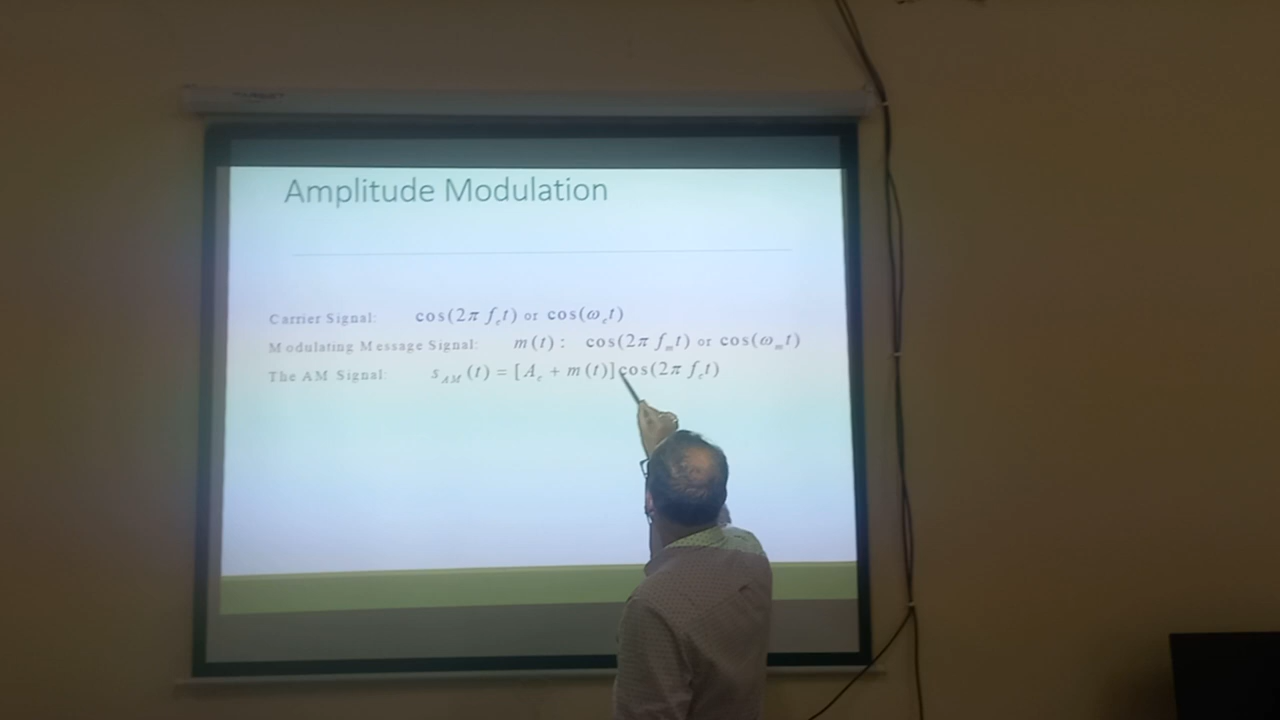 Amplitude Modulation
Carrier Signal: cos(2π f_c t) or cos(ω_c t)
Modulating Message Signal: m(t): cos(2π f_m t) or cos(ω_m t)
The AM Signal: s_AM (t) = [A_c + m(t)]cos(2π f_c t)